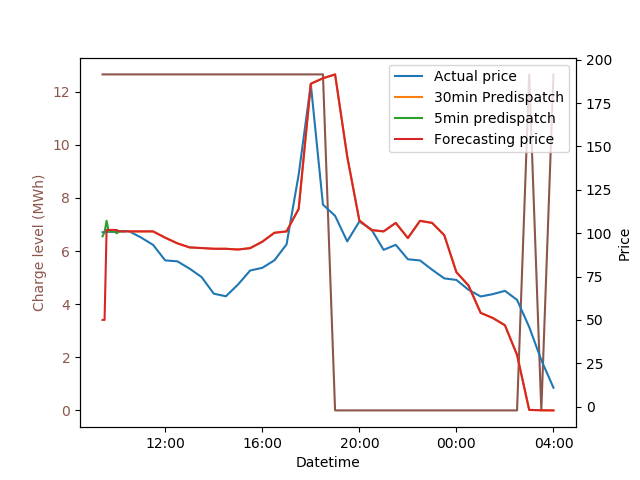 Actual price
30min Predispatch
5min predispatch
Forecasting price
Charge level (MWh)
12
10
8
6
4
2
0
200
175
150
125
100
75
50
25
0
Price
12:00 16:00 20:00 00:00 04:00
Datetime